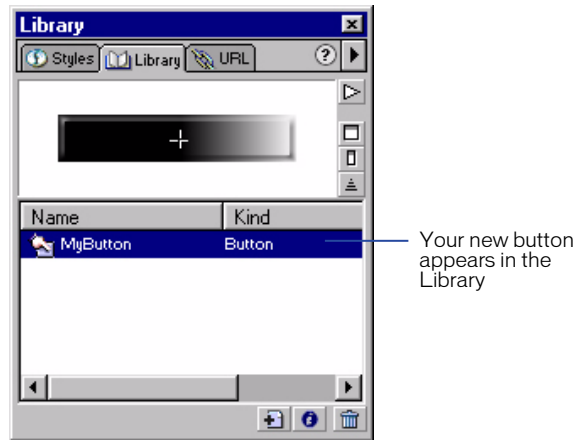 Library
Styles Library URL ?
Name Kind
MyButton Button
Your new button
appears in the
Library